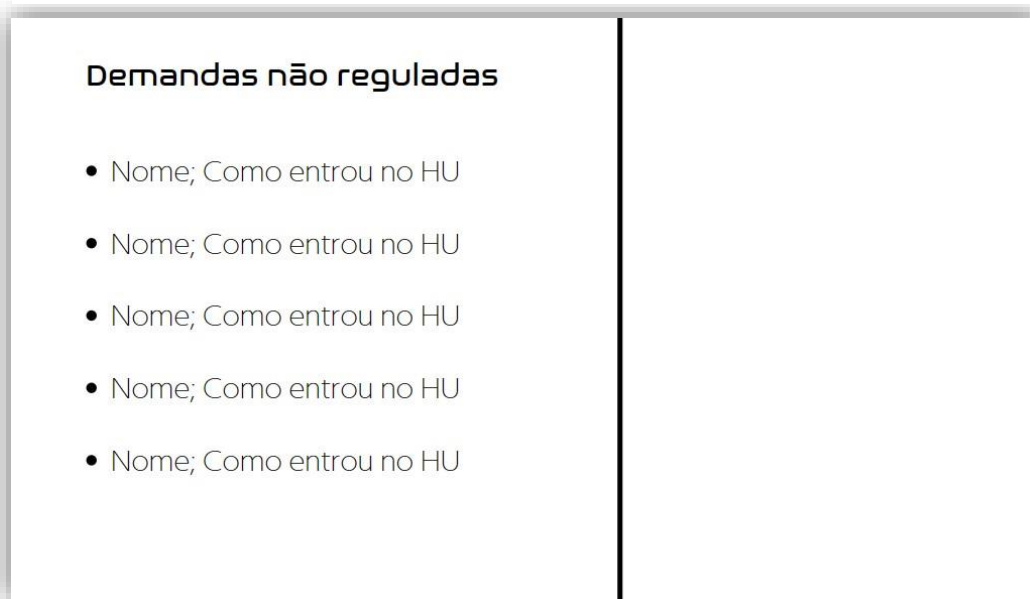 Demandas não reguladas
• Nome; Como entrou no HU
• Nome; Como entrou no HU
• Nome; Como entrou no HU
• Nome; Como entrou no HU
• Nome; Como entrou no HU